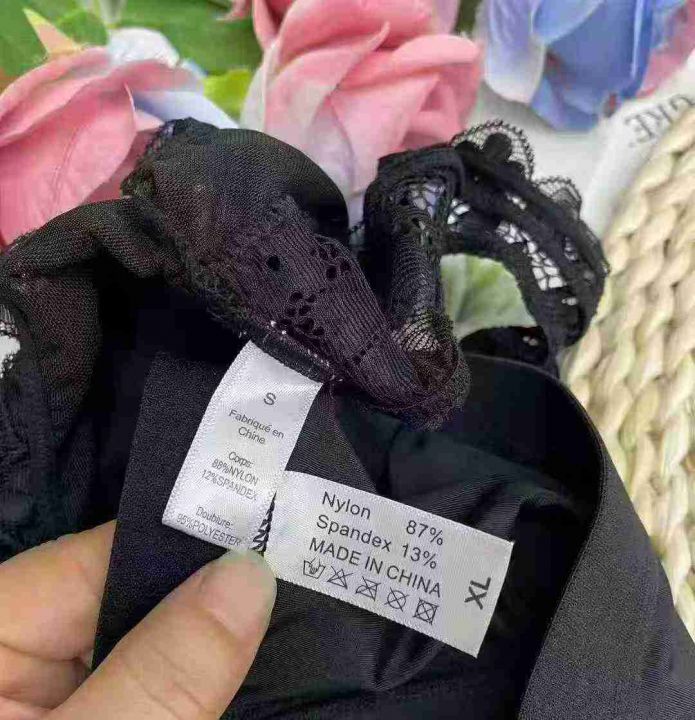 S
Fabriqué en
Chine
Corps:
88%NYLON
12%SPANDEX
Doublure:
95%POLYESTER
Nylon 87%
Spandex 13%
MADE IN CHINA
XL